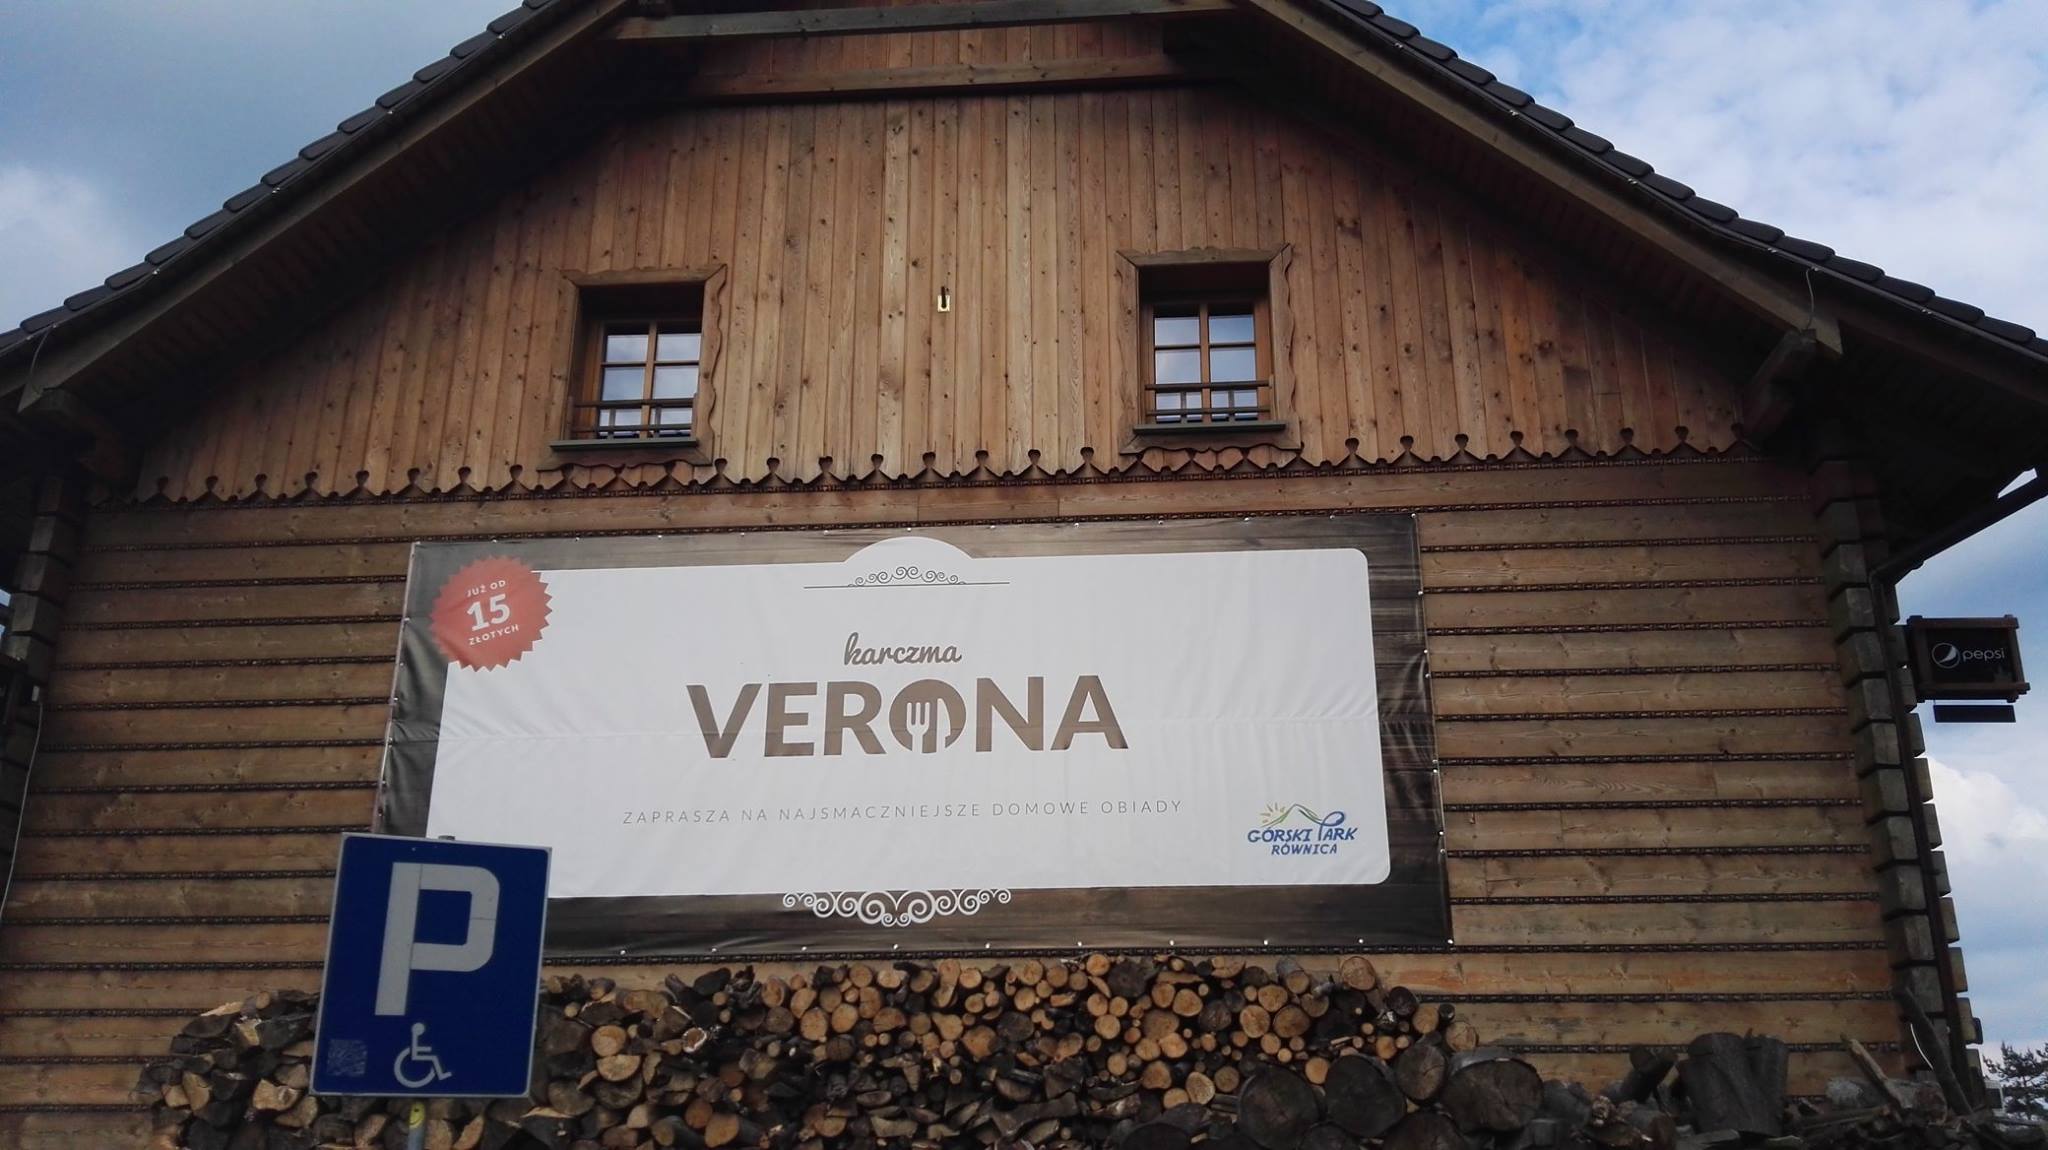 JUŻ OD
15
ZŁOTYCH
karczma
VERONA
ZAPRASZA NA NAJSMACZNIEJSZE DOMOWE OBIADY
GÓRSKI PARK
RÓWNICA
pepsi
P